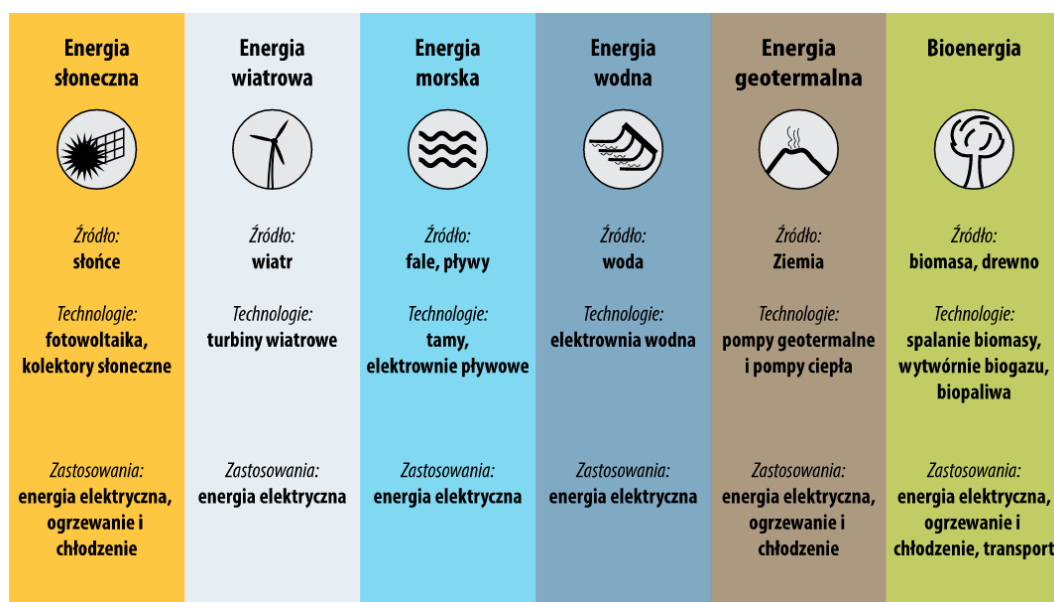 Energia
słoneczna
Źródło:
słońce
Technologie:
fotowoltaika,
kolektory słoneczne
Zastosowania:
energia elektryczna,
ogrzewanie i
chłodzenie
Energia
wiatrowa
Źródło:
wiatr
Technologie:
turbiny wiatrowe
Zastosowania:
energia elektryczna
Energia
morska
Źródło:
fale, pływy
Technologie:
tamy,
elektrownie pływowe
Zastosowania:
energia elektryczna
Energia
wodna
Źródło:
woda
Technologie:
elektrownia wodna
Zastosowania:
energia elektryczna
Energia
geotermalna
Źródło:
Ziemia
Technologie:
pompy geotermalne
i pompy ciepła
Zastosowania:
energia elektryczna,
ogrzewanie i
chłodzenie
Bioenergia
Źródło:
biomasa, drewno
Technologie:
spalanie biomasy,
wytwórnie biogazu,
biopaliwa
Zastosowania:
energia elektryczna,
ogrzewanie i
chłodzenie, transport